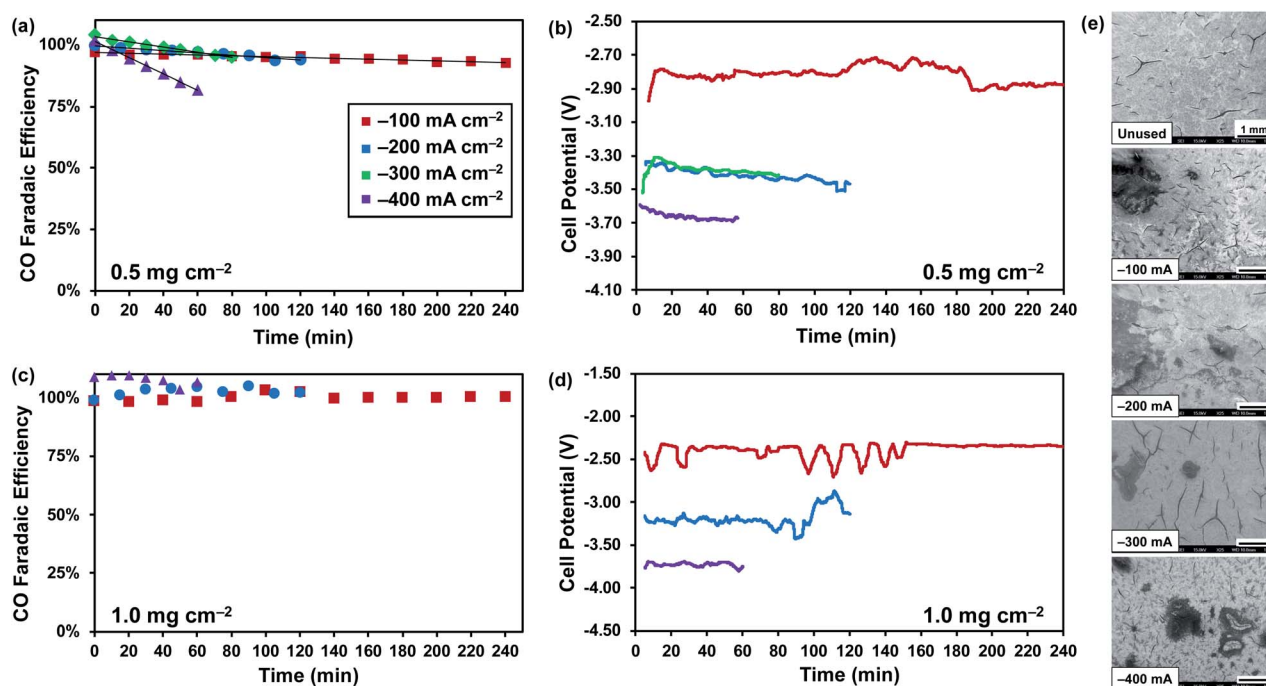 (a)
CO Faradaic Efficiency
100%
75%
50%
25%
0%
–100 mA cm⁻²
–200 mA cm⁻²
–300 mA cm⁻²
–400 mA cm⁻²
0.5 mg cm⁻²
0 20 40 60 80 100 120 140 160 180 200 220 240
Time (min)
(b)
Cell Potential (V)
-2.50
-2.70
-2.90
-3.10
-3.30
-3.50
-3.70
-3.90
-4.10
0.5 mg cm⁻²
0 20 40 60 80 100 120 140 160 180 200 220 240
Time (min)
(c)
CO Faradaic Efficiency
100%
75%
50%
25%
0%
1.0 mg cm⁻²
0 20 40 60 80 100 120 140 160 180 200 220 240
Time (min)
(d)
Cell Potential (V)
-1.50
-2.00
-2.50
-3.00
-3.50
-4.00
-4.50
1.0 mg cm⁻²
0 20 40 60 80 100 120 140 160 180 200 220 240
Time (min)
(e)
Unused
1 mm
–100 mA
–200 mA
–300 mA
–400 mA